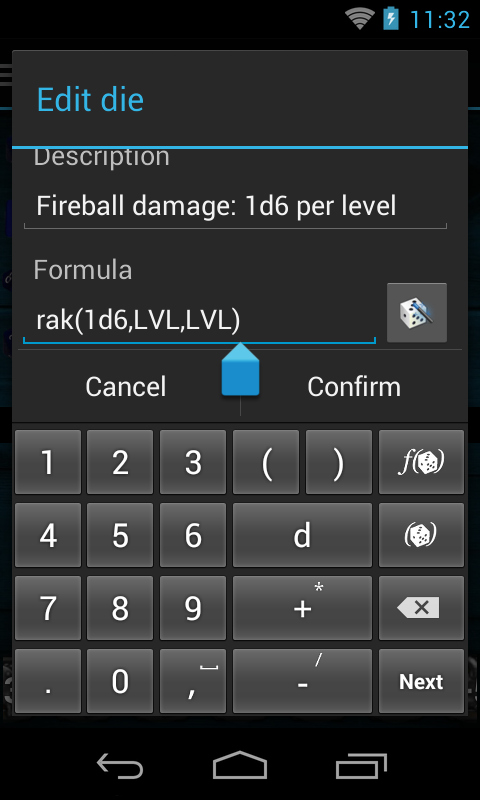 11:32
Edit die
Description
Fireball damage: 1d6 per level
Formula
rak(1d6,LVL,LVL)
Cancel Confirm
1 2 3 ( ) f()
4 5 6 d ()
7 8 9 + *
. 0 , - / Next